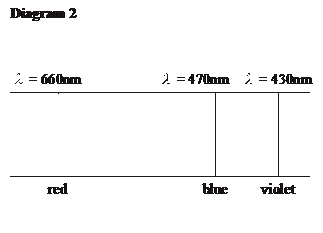 Diagram 2
λ = 660nm λ = 470nm λ = 430nm
red blue violet